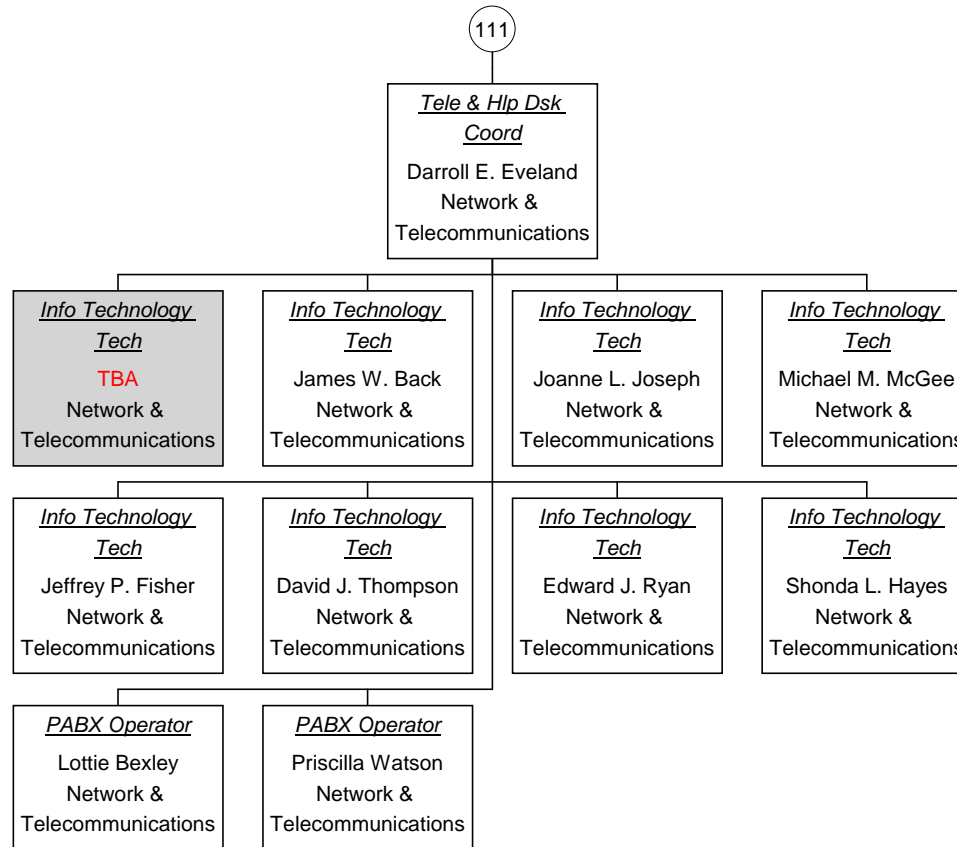 111
Tele & Hlp Dsk
Coord
Darroll E. Eveland
Network &
Telecommunications
Info Technology
Tech
TBA
Network &
Telecommunications
Info Technology
Tech
James W. Back
Network &
Telecommunications
Info Technology
Tech
Joanne L. Joseph
Network &
Telecommunications
Info Technology
Tech
Michael M. McGee
Network &
Telecommunications
Info Technology
Tech
Jeffrey P. Fisher
Network &
Telecommunications
Info Technology
Tech
David J. Thompson
Network &
Telecommunications
Info Technology
Tech
Edward J. Ryan
Network &
Telecommunications
Info Technology
Tech
Shonda L. Hayes
Network &
Telecommunications
PABX Operator
Lottie Bexley
Network &
Telecommunications
PABX Operator
Priscilla Watson
Network &
Telecommunications